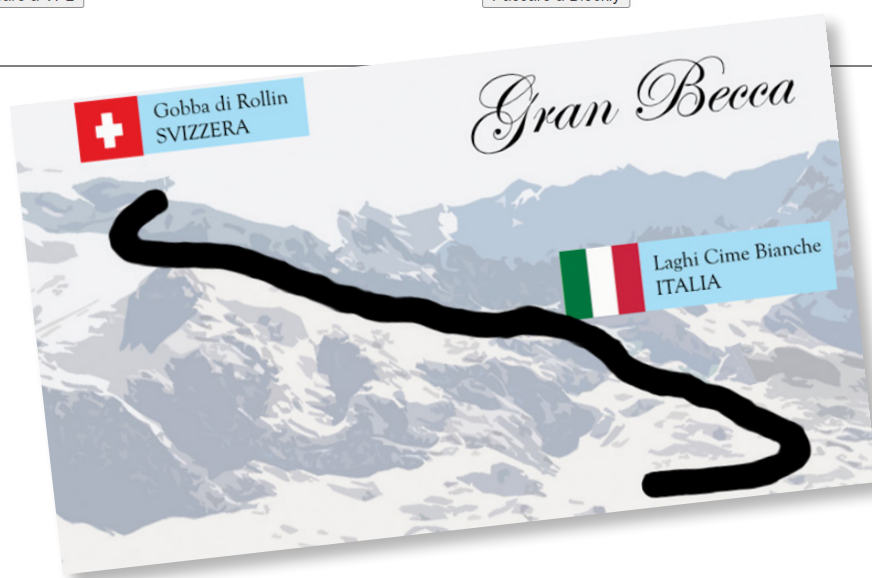 Gobba di Rollin
SVIZZERA
Gran Becca
Laghi Cime Bianche
ITALIA